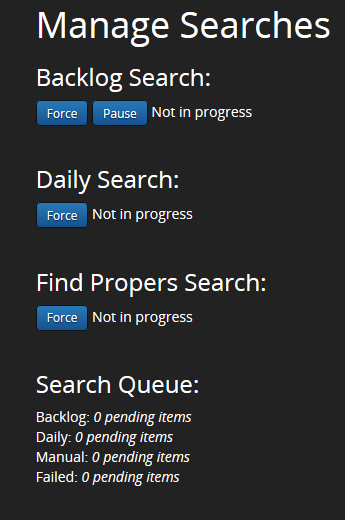 Manage Searches
Backlog Search:
Force Pause Not in progress
Daily Search:
Force Not in progress
Find Propers Search:
Force Not in progress
Search Queue:
Backlog: 0 pending items
Daily: 0 pending items
Manual: 0 pending items
Failed: 0 pending items